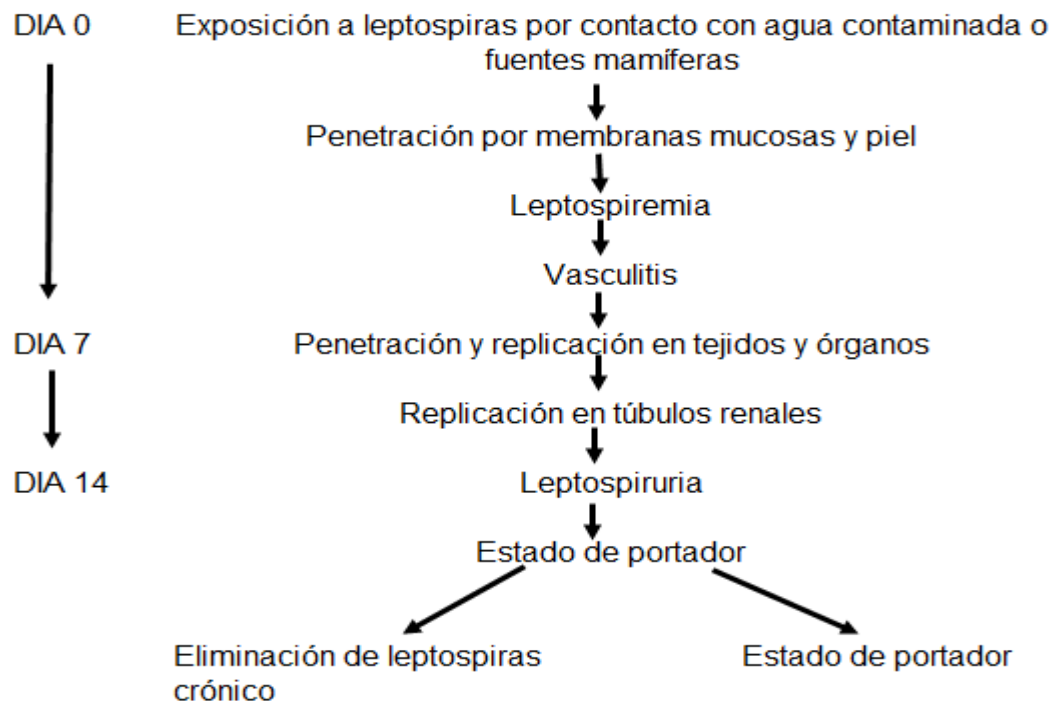 DIA 0
Exposición a leptospiras por contacto con agua contaminada o
fuentes mamíferas
Penetración por membranas mucosas y piel
Leptospiremia
Vasculitis
DIA 7
Penetración y replicación en tejidos y órganos
Replicación en túbulos renales
DIA 14
Leptospiruria
Estado de portador
Eliminación de leptospiras
crónico
Estado de portador